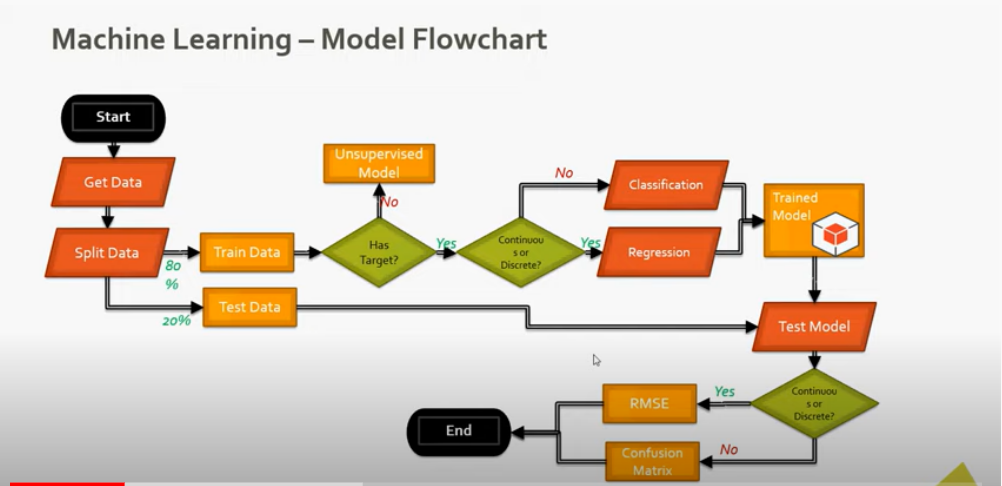 Machine Learning – Model Flowchart
Start
Get Data
Split Data
80
%
20%
Train Data
Test Data
Unsupervised
Model
No
Has
Target?
Yes
Continuou
s or
Discrete?
No
Yes
Classification
Regression
Trained
Model
Test Model
Continuou
s or
Discrete?
Yes
No
RMSE
Confusion
Matrix
End